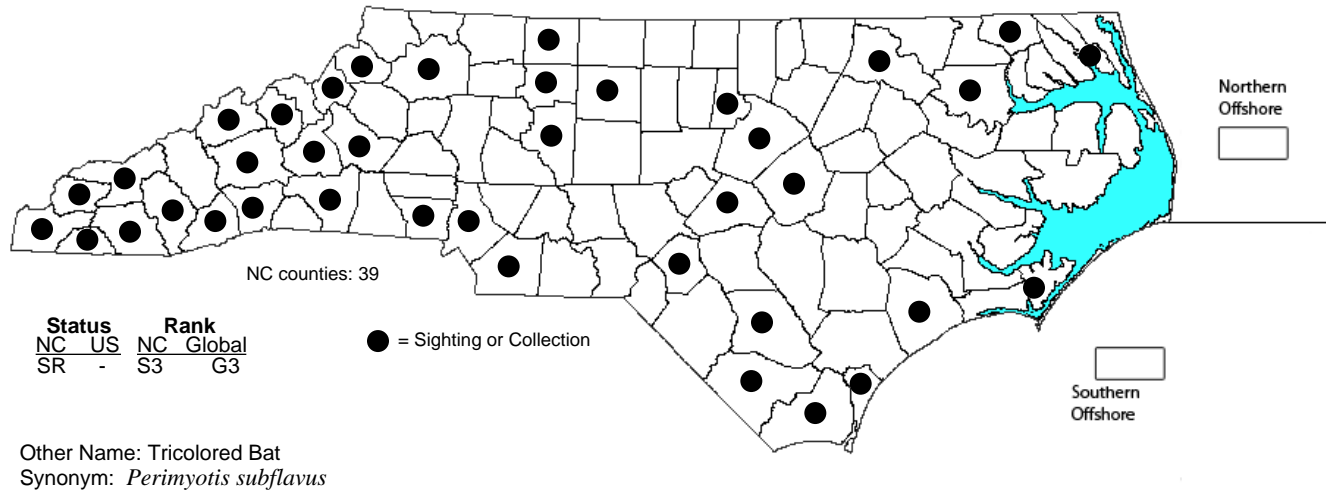 Northern
Offshore
NC counties: 39
Status Rank
NC US NC Global
SR - S3 G3
= Sighting or Collection
Southern
Offshore
Other Name: Tricolored Bat
Synonym: Perimyotis subflavus